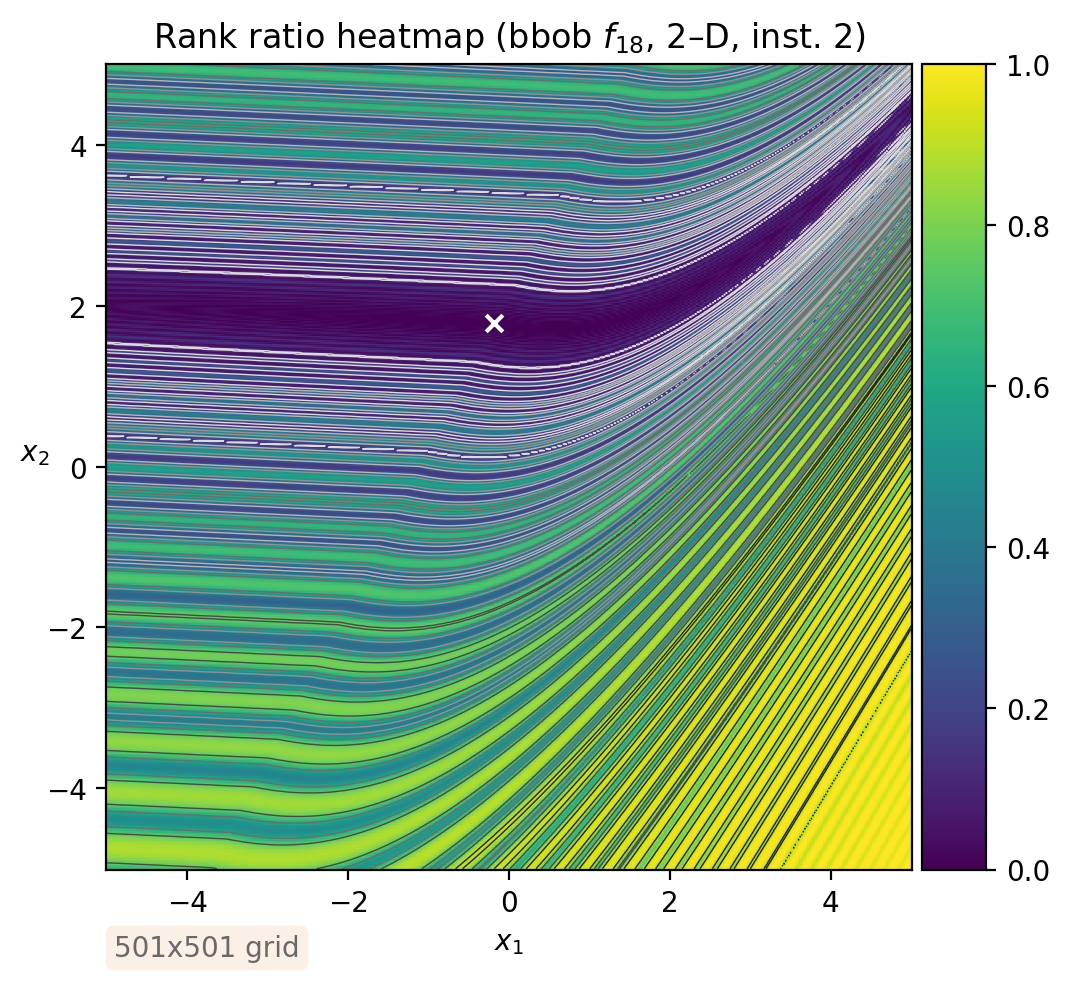 Rank ratio heatmap (bbob f₁₈, 2–D, inst. 2)
1.0
4
0.8
2
0.6
x₂
0
0.4
−2
0.2
−4
0.0
−4 −2 0 2 4
x₁
501x501 grid